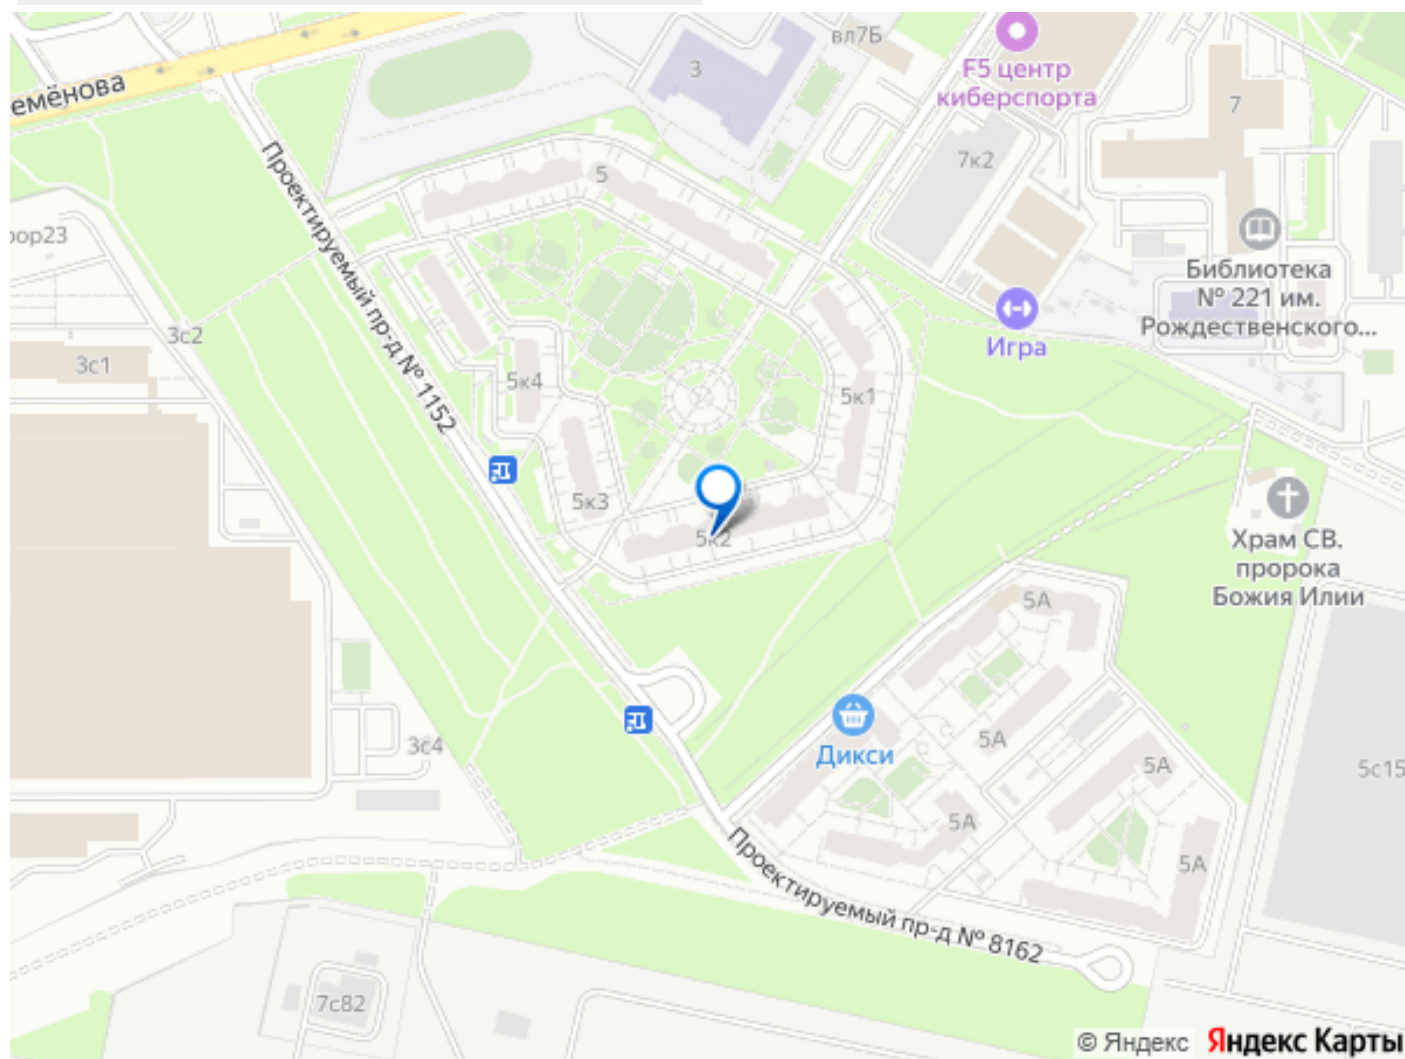 вл7Б
3
F5 центр
киберспорта
емёнова
7
7к2
5
Проектируемый пр-д № 1152
рор23
Библиотека
№ 221 им.
Рождественского...
3с2
Игра
3с1
5к4
5к1
5к3
5к2
Храм СВ.
пророка
Божия Илии
5А
Дикси
5А
5А
3с4
5с15
5А
5А
Проектируемый пр-д № 8162
7с82
© Яндекс Яндекс Карты